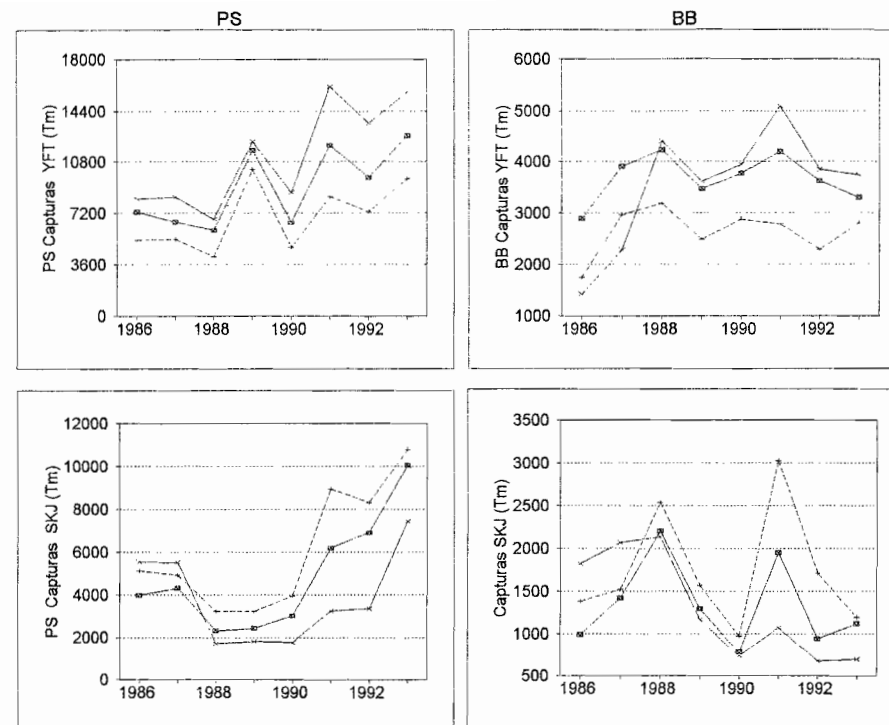 PS
BB
PS Capturas YFT (Tm)
18000
14400
10800
7200
3600
0
1986 1988 1990 1992
BB Capturas YFT (Tm)
6000
5000
4000
3000
2000
1000
1986 1988 1990 1992
PS Capturas SKJ (Tm)
12000
10000
8000
6000
4000
2000
0
1986 1988 1990 1992
Capturas SKJ (Tm)
3500
3000
2500
2000
1500
1000
500
1986 1988 1990 1992